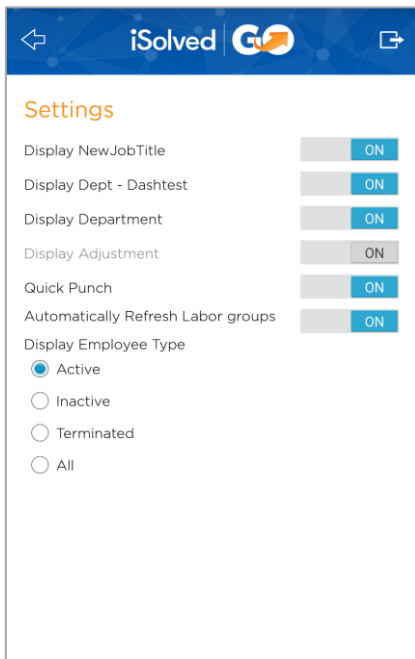 iSolved GO
Settings
Display NewJobTitle ON
Display Dept - Dashtest ON
Display Department ON
Display Adjustment ON
Quick Punch ON
Automatically Refresh Labor groups ON
Display Employee Type
Active
Inactive
Terminated
All